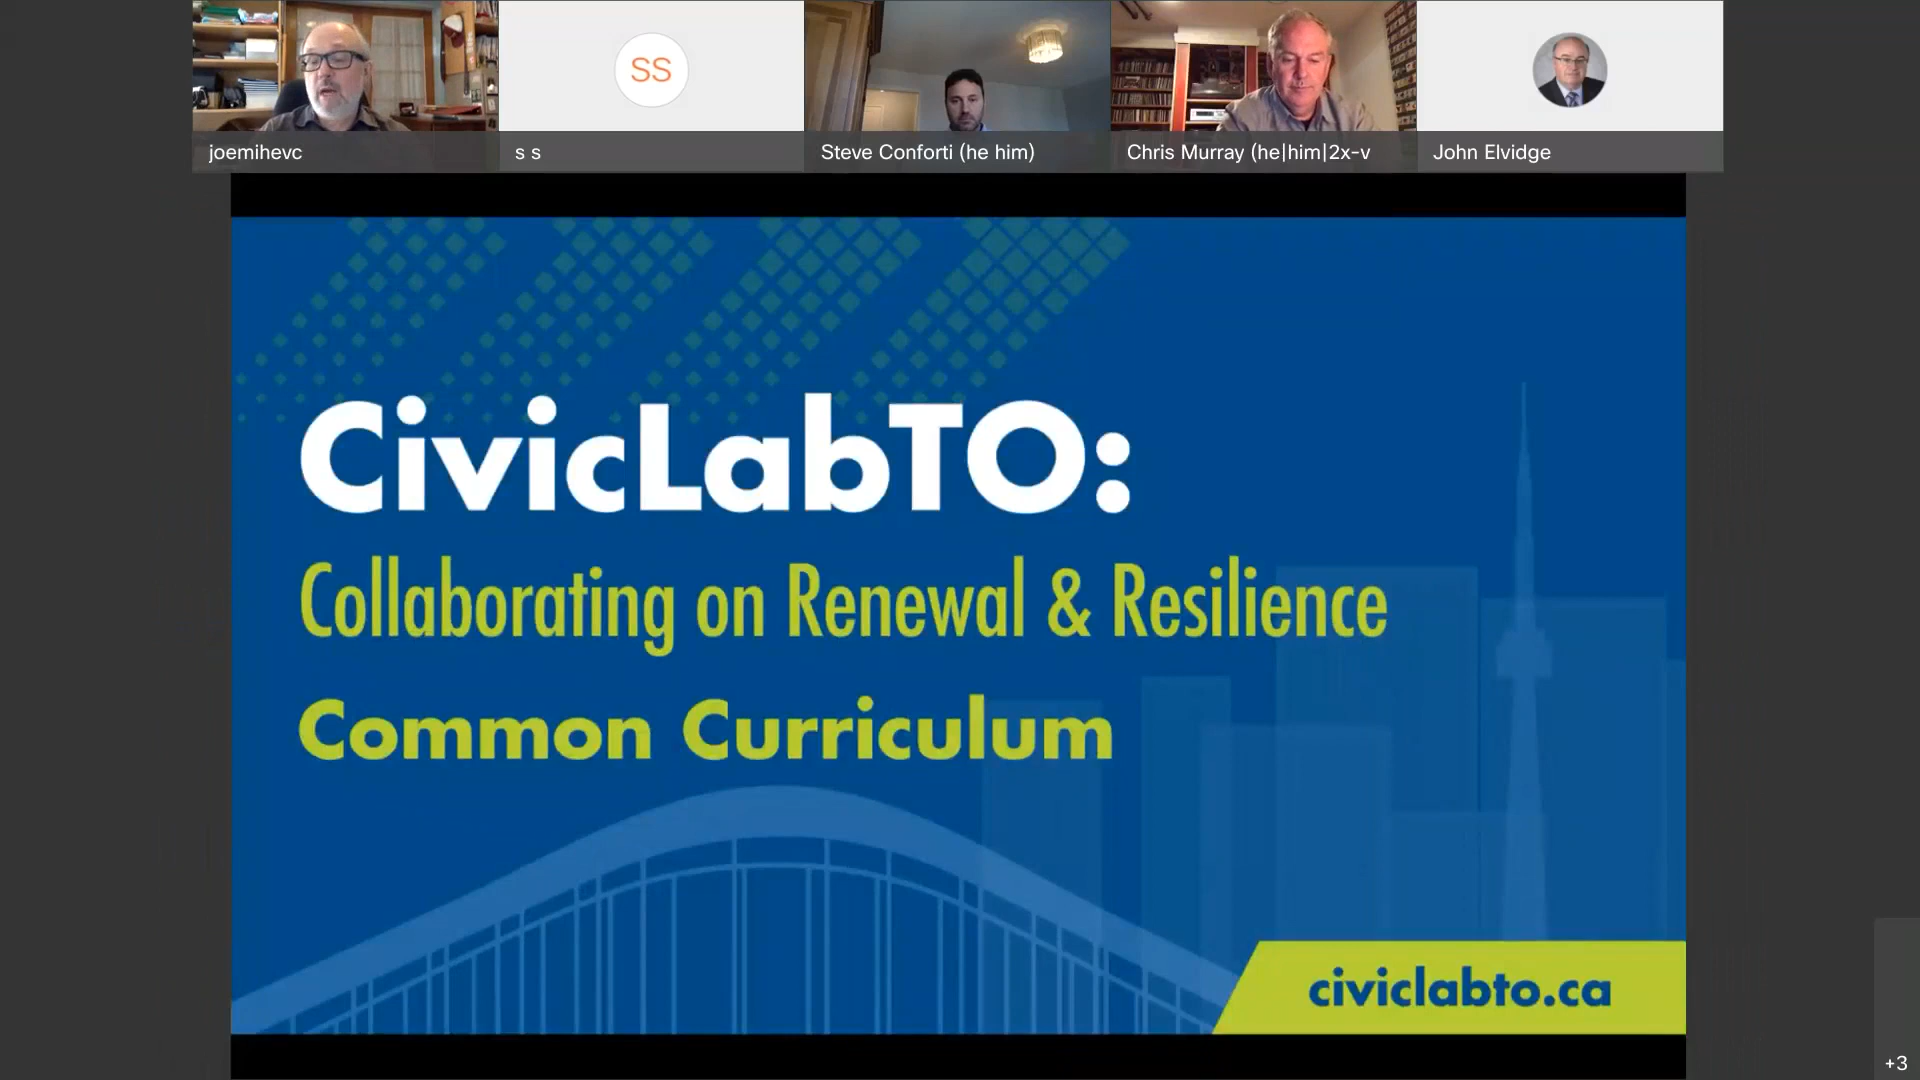 SS
joemihevc
s s
Steve Conforti (he him)
Chris Murray (he|him|2x-v
John Elvidge
CivicLabTO:
Collaborating on Renewal & Resilience
Common Curriculum
civiclabto.ca
+3